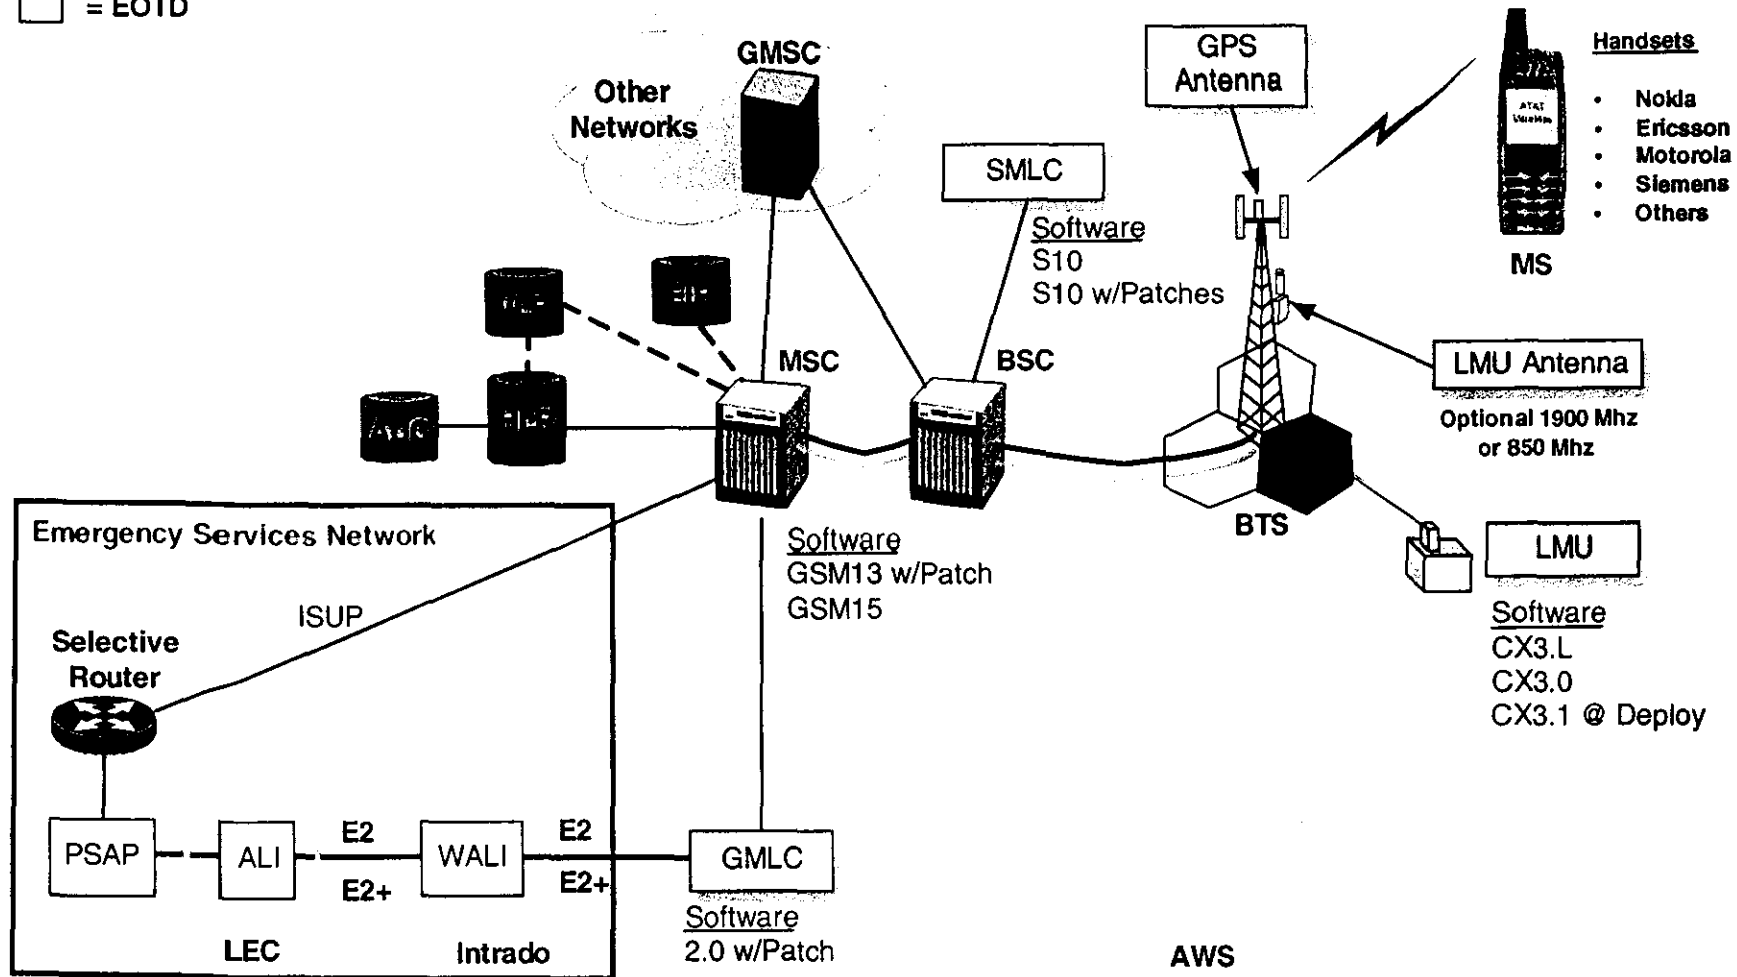 = EOTD
GMSC
Other
Networks
GPS
Antenna
Handsets
• Nokia
• Ericsson
• Motorola
• Siemens
• Others
AT&T
Wireless
MS
SMLC
Software
S10
S10 w/Patches
MSC
BSC
LMU Antenna
Optional 1900 Mhz
or 850 Mhz
BTS
LMU
Software
CX3.L
CX3.0
CX3.1 @ Deploy
Software
GSM13 w/Patch
GSM15
Emergency Services Network
ISUP
Selective
Router
PSAP
ALI
E2
E2+
WALI
E2
E2+
GMLC
Software
2.0 w/Patch
LEC
Intrado
AWS